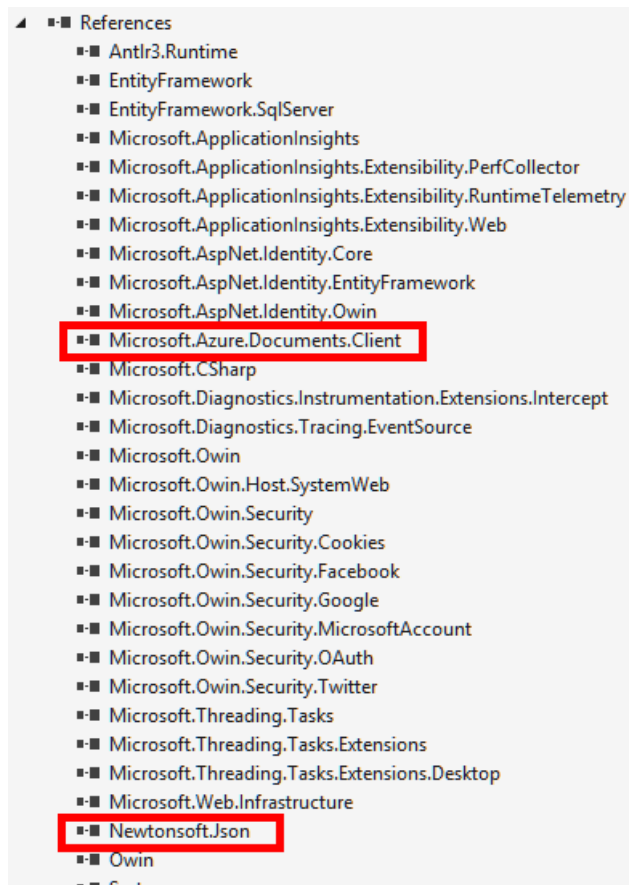 References
Antlr3.Runtime
EntityFramework
EntityFramework.SqlServer
Microsoft.ApplicationInsights
Microsoft.ApplicationInsights.Extensibility.PerfCollector
Microsoft.ApplicationInsights.Extensibility.RuntimeTelemetry
Microsoft.ApplicationInsights.Extensibility.Web
Microsoft.AspNet.Identity.Core
Microsoft.AspNet.Identity.EntityFramework
Microsoft.AspNet.Identity.Owin
Microsoft.Azure.Documents.Client
Microsoft.CSharp
Microsoft.Diagnostics.Instrumentation.Extensions.Intercept
Microsoft.Diagnostics.Tracing.EventSource
Microsoft.Owin
Microsoft.Owin.Host.SystemWeb
Microsoft.Owin.Security
Microsoft.Owin.Security.Cookies
Microsoft.Owin.Security.Facebook
Microsoft.Owin.Security.Google
Microsoft.Owin.Security.MicrosoftAccount
Microsoft.Owin.Security.OAuth
Microsoft.Owin.Security.Twitter
Microsoft.Threading.Tasks
Microsoft.Threading.Tasks.Extensions
Microsoft.Threading.Tasks.Extensions.Desktop
Microsoft.Web.Infrastructure
Newtonsoft.Json
Owin